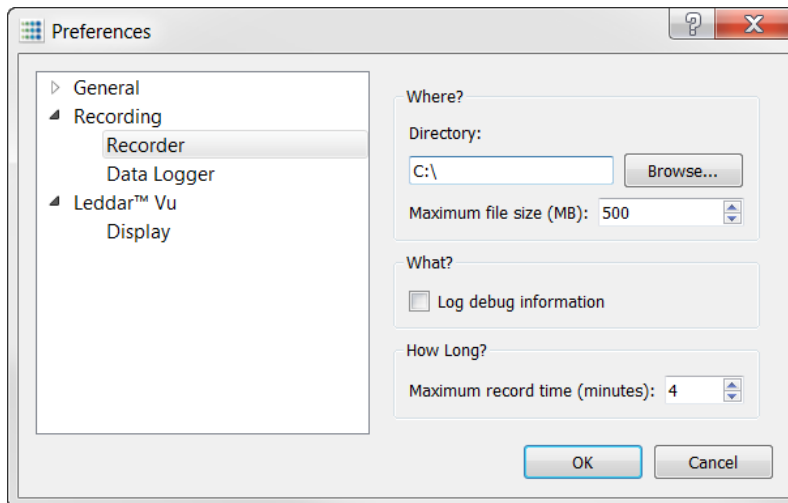 Preferences
General
Recording
Recorder
Data Logger
Leddar™ Vu
Display
Where?
Directory:
C:\
Browse...
Maximum file size (MB): 500
What?
Log debug information
How Long?
Maximum record time (minutes): 4
OK
Cancel